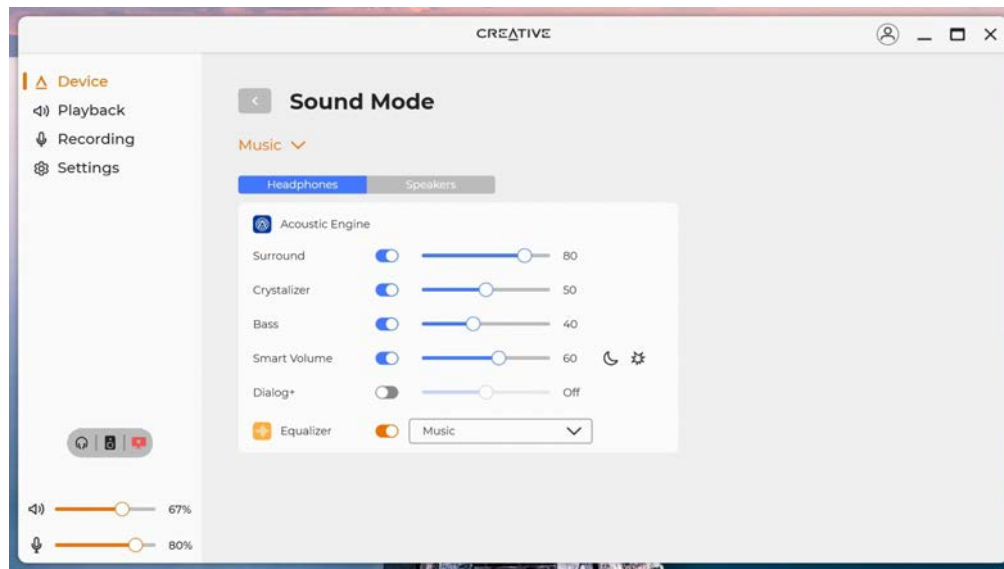 CREATIVE
Device
Playback
Recording
Settings
Sound Mode
Music
Headphones Speakers
Acoustic Engine
Surround 80
Crystalizer 50
Bass 40
Smart Volume 60
Dialog+ Off
Equalizer Music
67%
80%